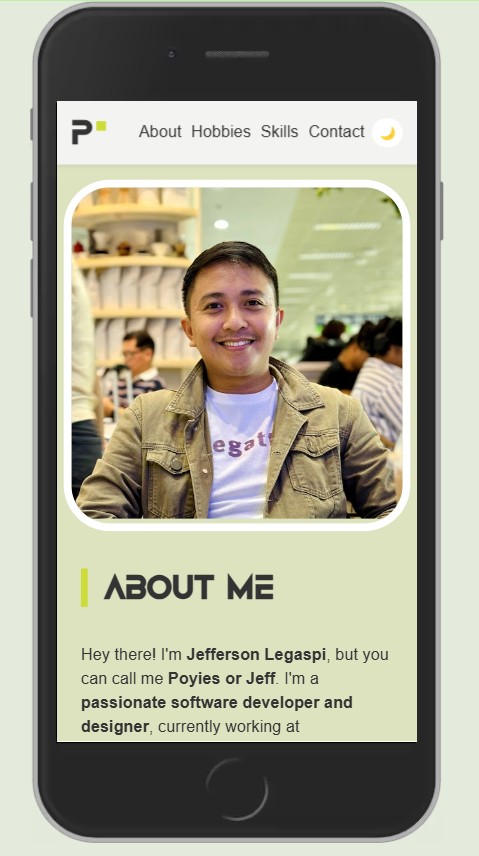 P
About Hobbies Skills Contact
egat
ABOUT ME
Hey there! I'm Jefferson Legaspi, but you
can call me Poyies or Jeff. I'm a
passionate software developer and
designer, currently working at